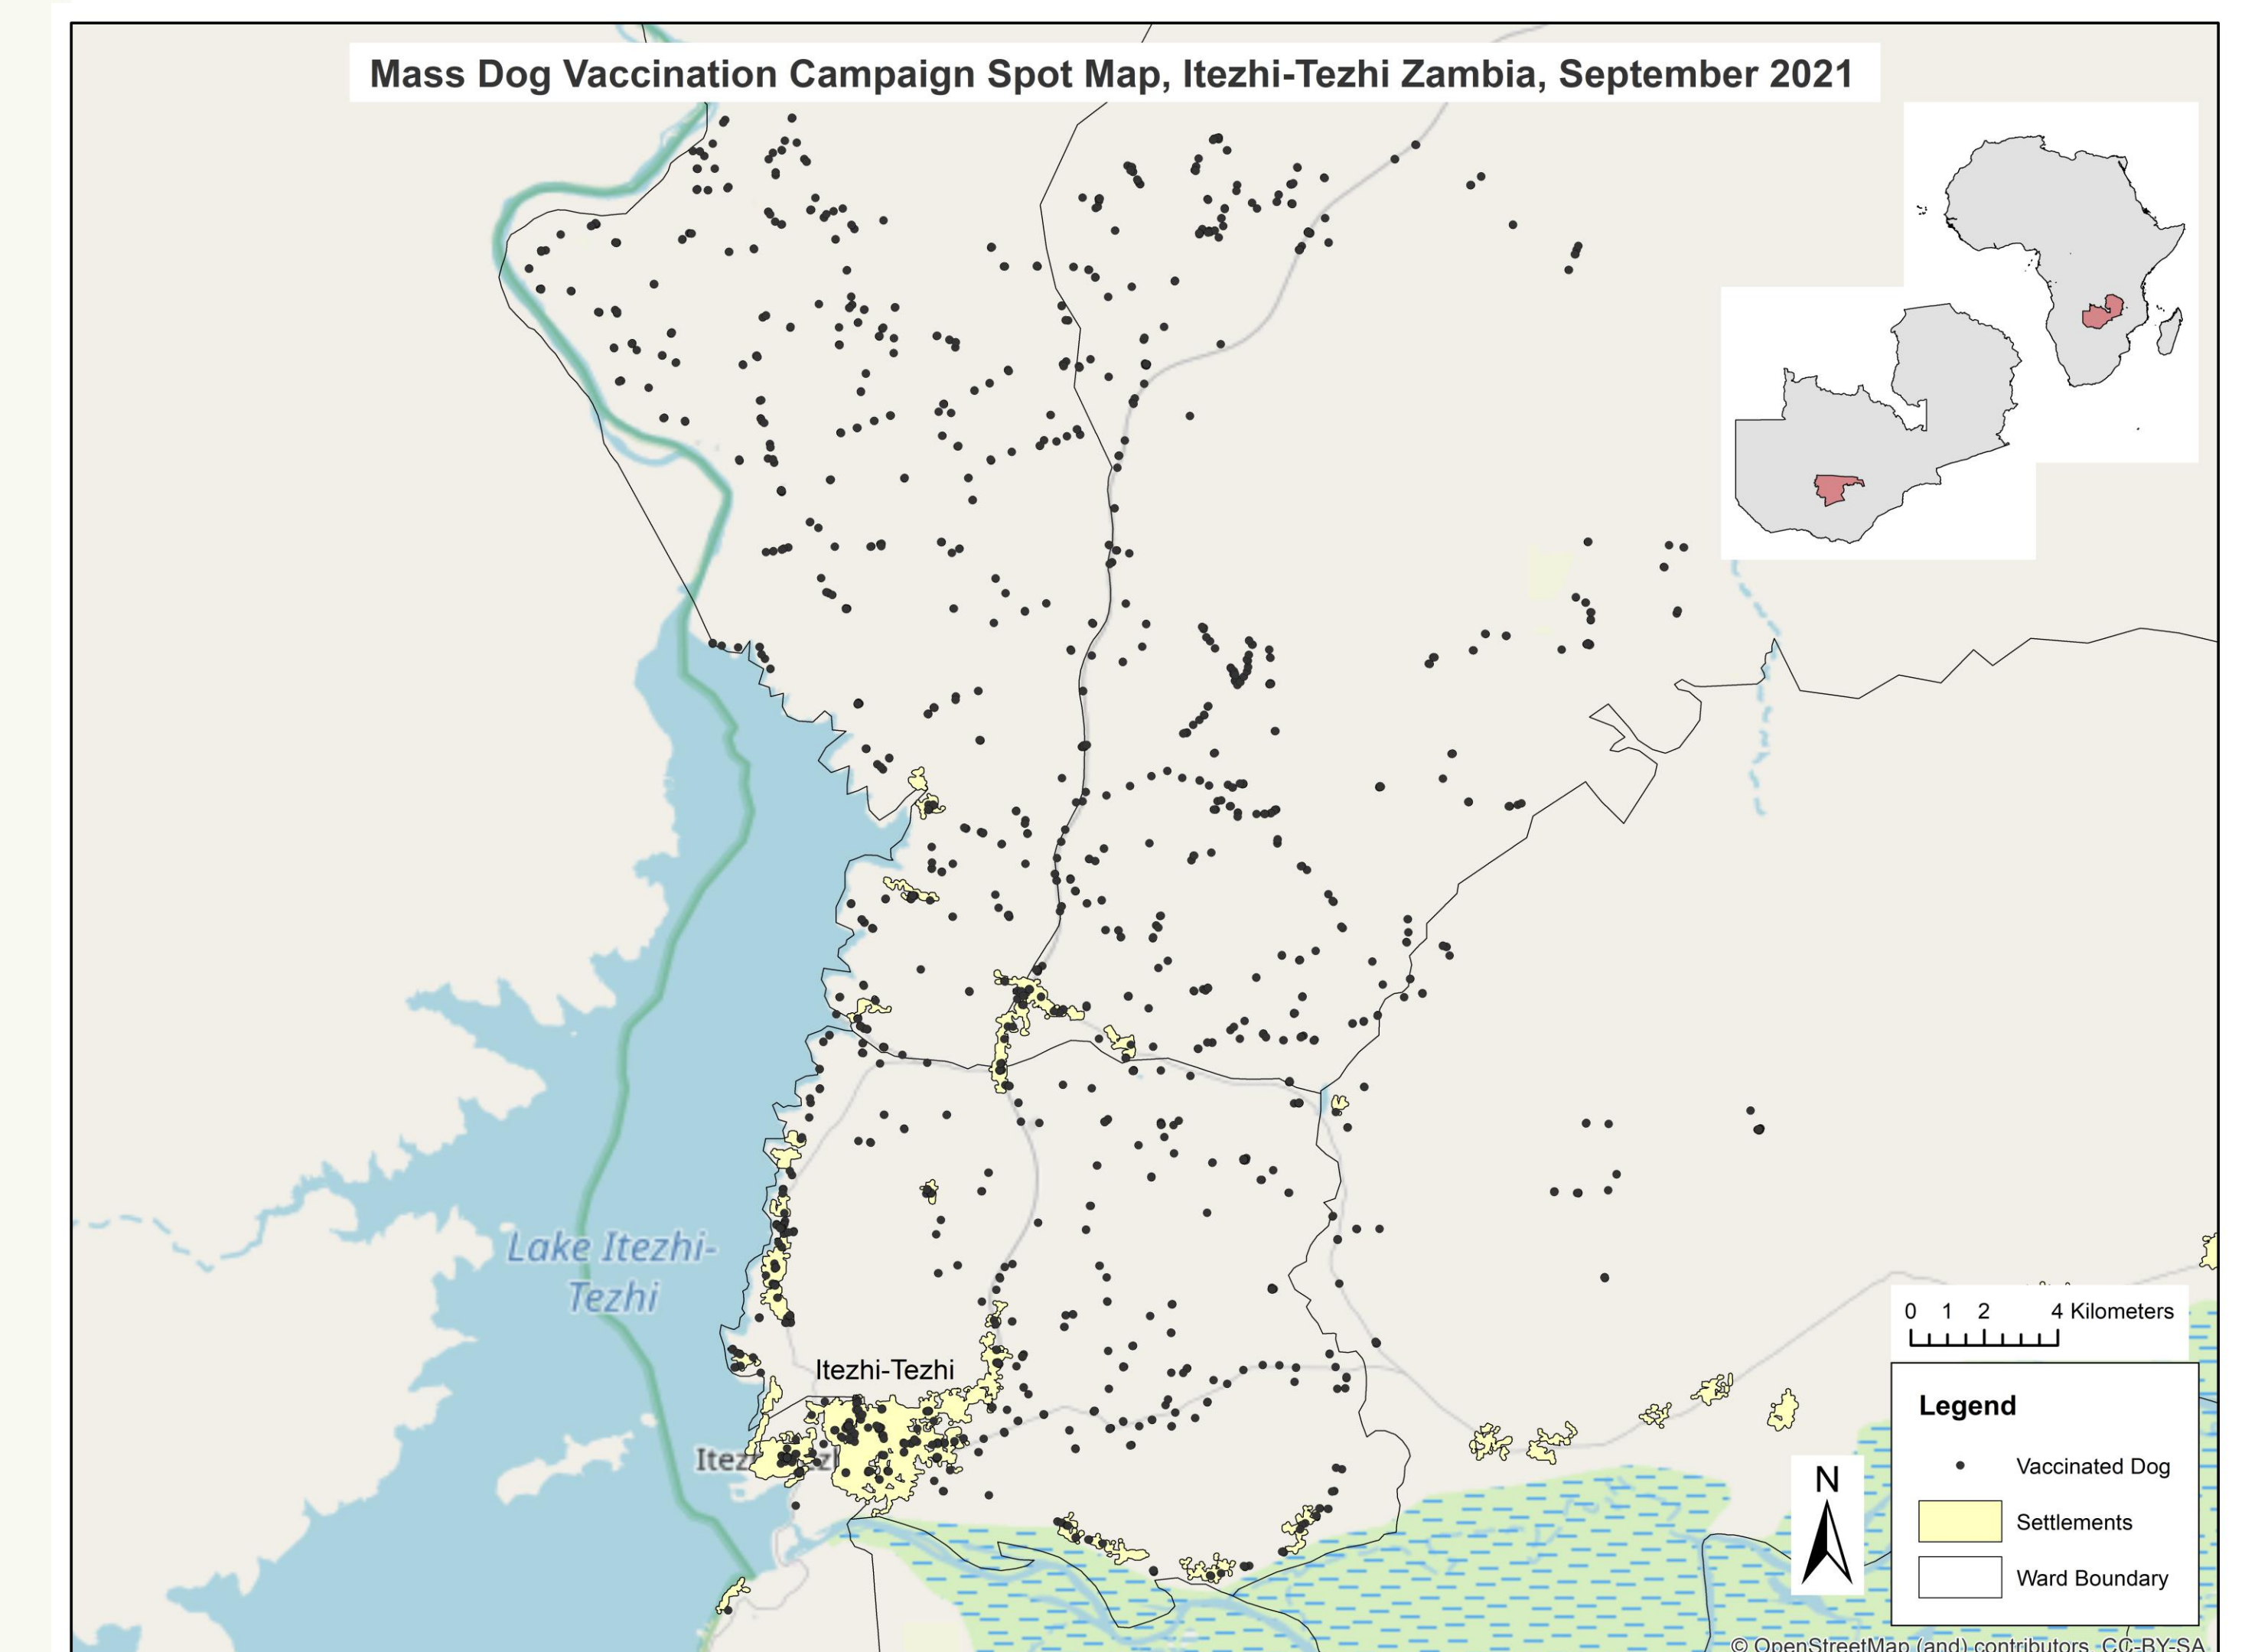 Mass Dog Vaccination Campaign Spot Map, Itezhi-Tezhi Zambia, September 2021
Lake Itezhi-
Tezhi
0 1 2 4 Kilometers
Itezhi-Tezhi
Legend
Vaccinated Dog
Settlements
Ward Boundary
N
© OpenStreetMap (and) contributors, CC-BY-SA